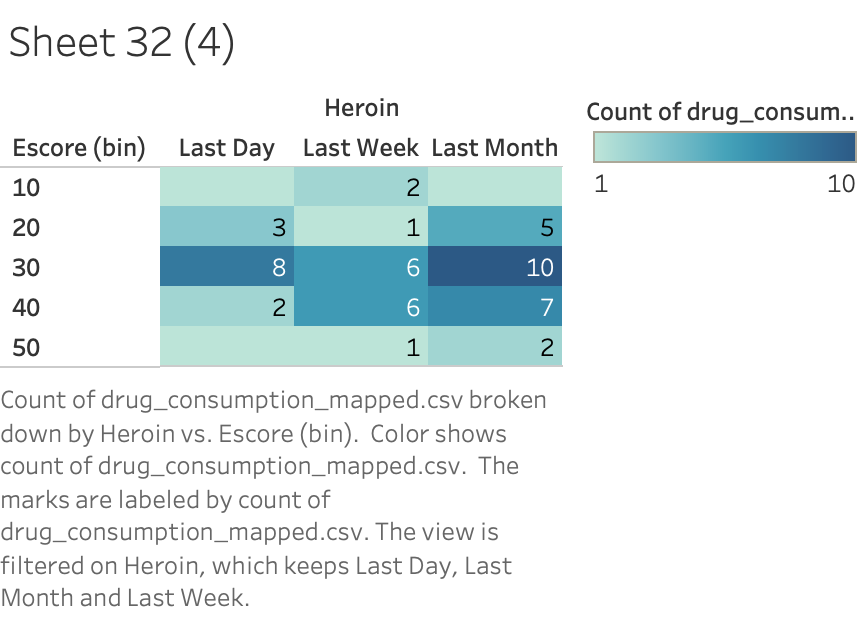 Sheet 32 (4)
Heroin
Count of drug_consum..
Escore (bin) Last Day Last Week Last Month
1 10
10 2
20 3 1 5
30 8 6 10
40 2 6 7
50 1 2
Count of drug_consumption_mapped.csv broken
down by Heroin vs. Escore (bin). Color shows
count of drug_consumption_mapped.csv. The
marks are labeled by count of
drug_consumption_mapped.csv. The view is
filtered on Heroin, which keeps Last Day, Last
Month and Last Week.